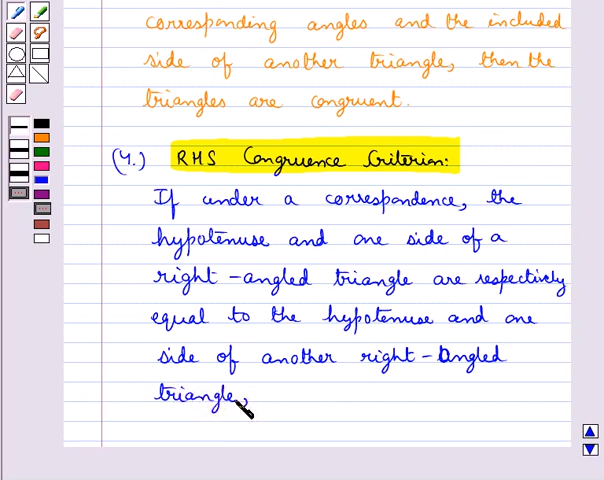 corresponding angles and the included
side of another triangle, then the
triangles are congruent.
(4.) RHS Congruence Criterion:
If under a correspondence, the
hypotenuse and one side of a
right-angled triangle are respectively
equal to the hypotenuse and one
side of another right-angled
triangle,